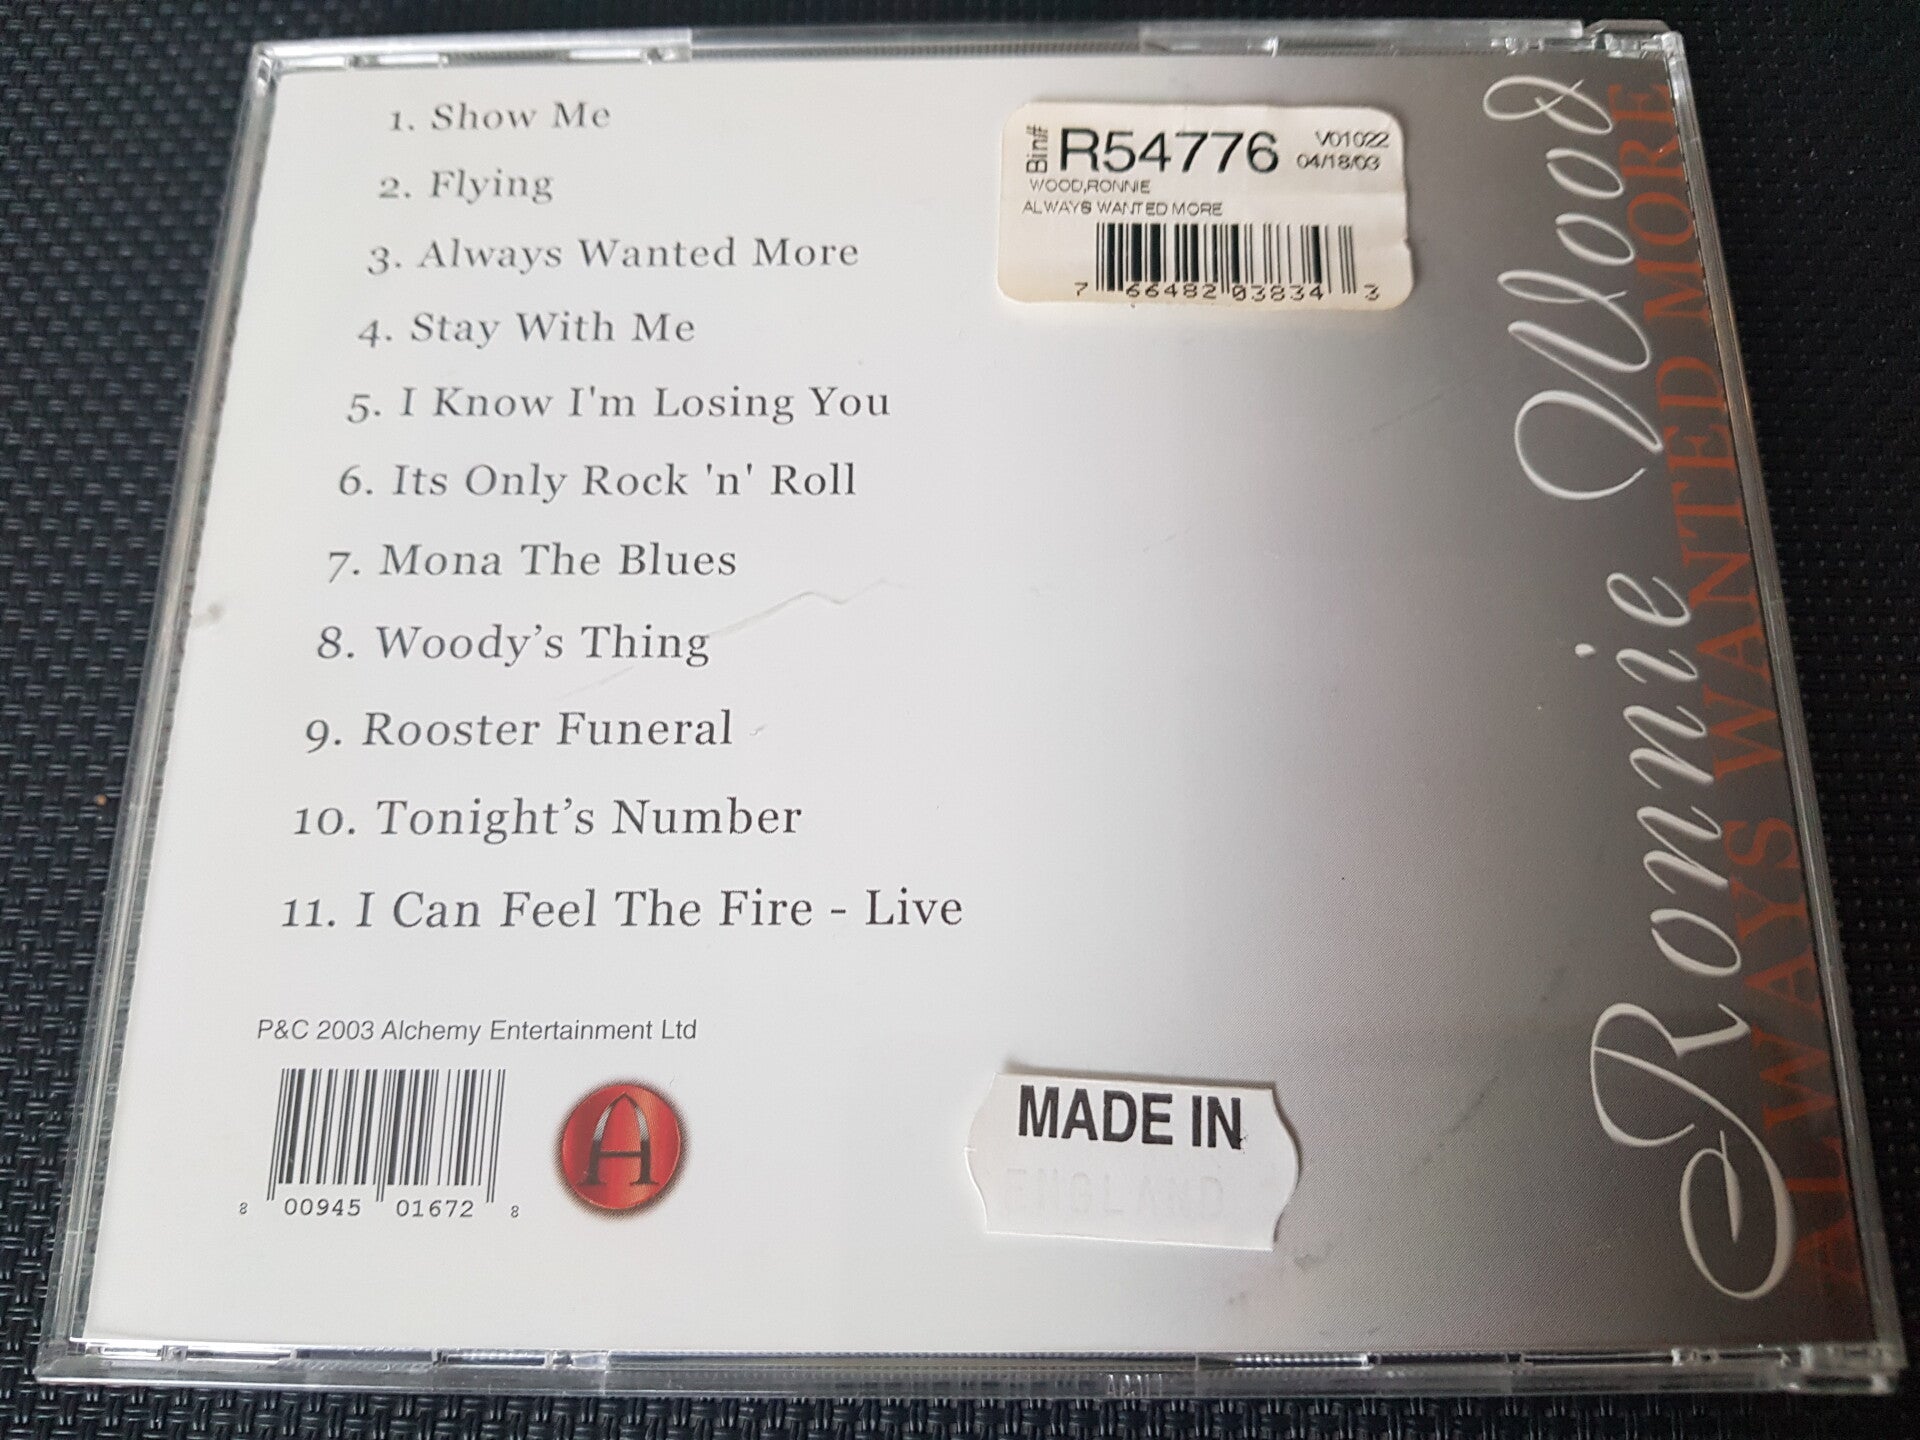 1. Show Me
2. Flying
3. Always Wanted More
4. Stay With Me
5. I Know I'm Losing You
6. Its Only Rock 'n' Roll
7. Mona The Blues
8. Woody's Thing
9. Rooster Funeral
10. Tonight's Number
11. I Can Feel The Fire - Live
P&C 2003 Alchemy Entertainment Ltd
8 00945 01672 8
A
Bin# R54776 V01022
04/18/03
WOOD,RONNIE
ALWAYS WANTED MORE
7 66482 03834 3
MADE IN
ENGLAND
Ronnie Wood
ALWAYS WANTED MORE